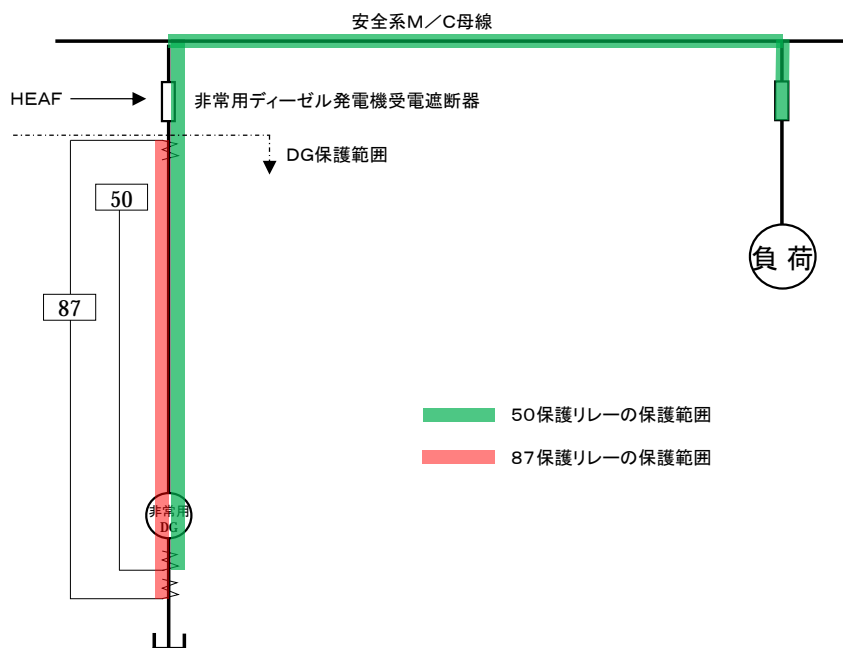 安全系M/C母線
HEAF
非常用ディーゼル発電機受電遮断器
DG保護範囲
50
87
負荷
50保護リレーの保護範囲
87保護リレーの保護範囲
非常用
DG